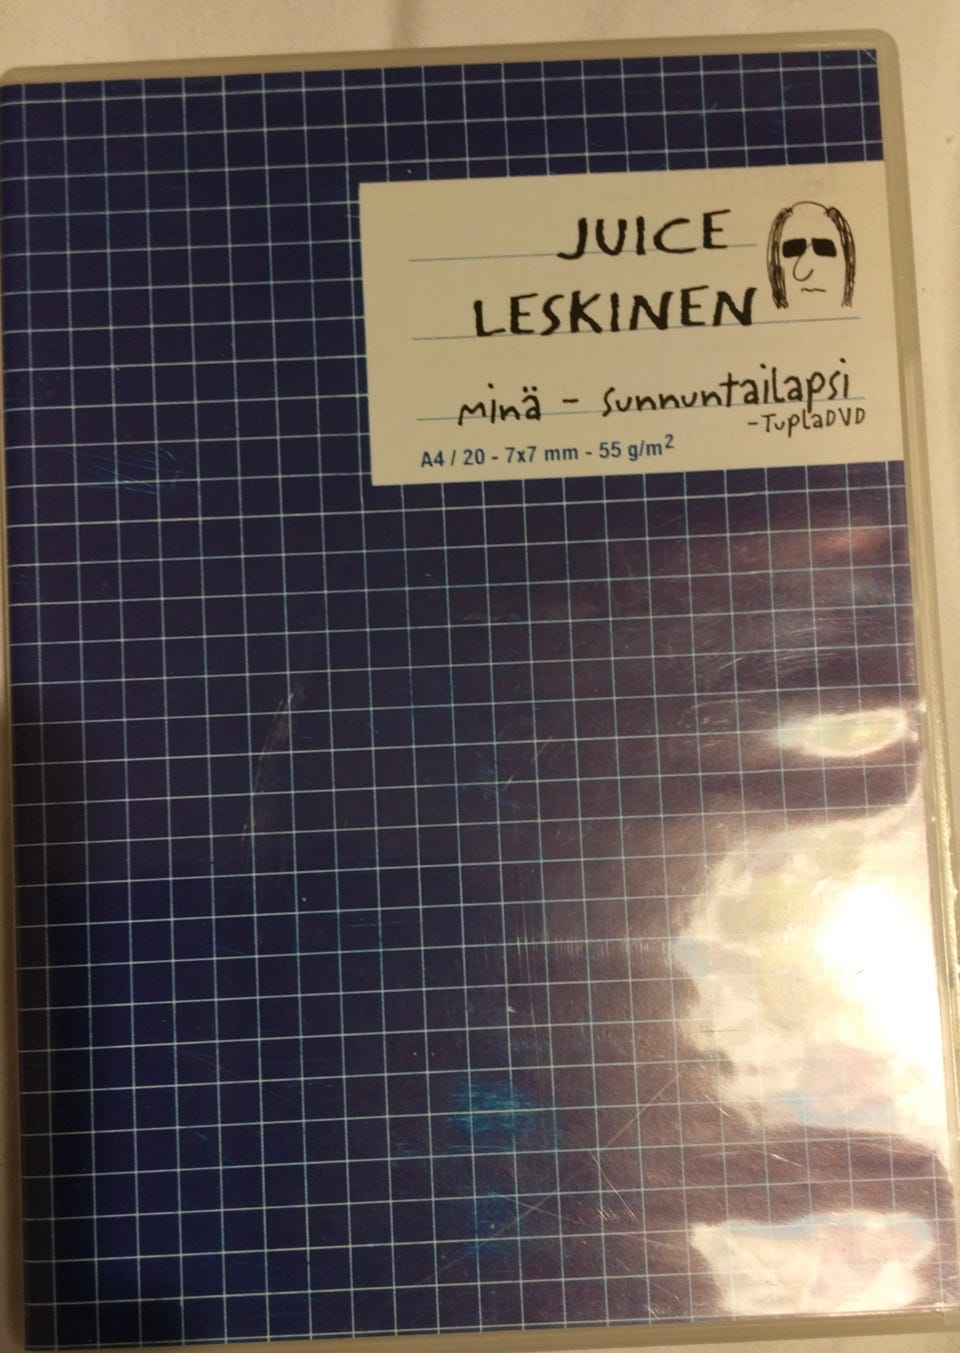 JUICE
LESKINEN
minä - sunnuntailapsi
-TuplaDVD
A4 / 20 - 7x7 mm - 55 g/m²